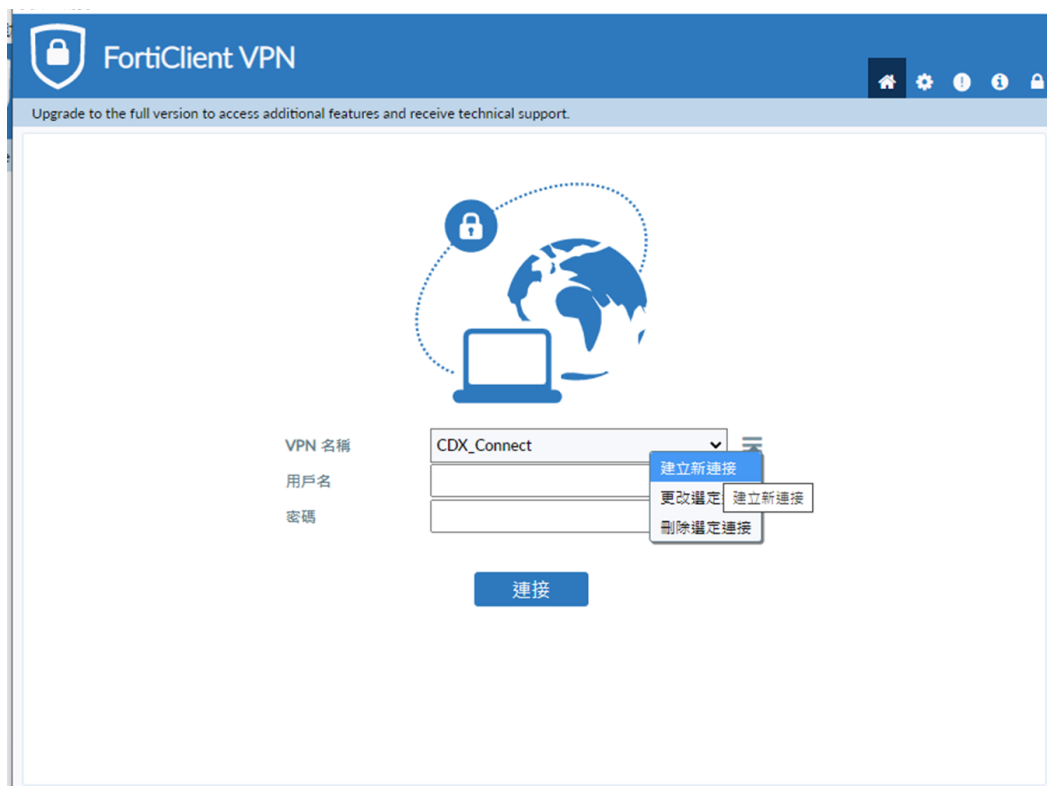 FortiClient VPN
Upgrade to the full version to access additional features and receive technical support.
VPN 名稱
CDX_Connect
建立新連接
用戶名
更改選定
建立新連接
密碼
刪除選定連接
連接